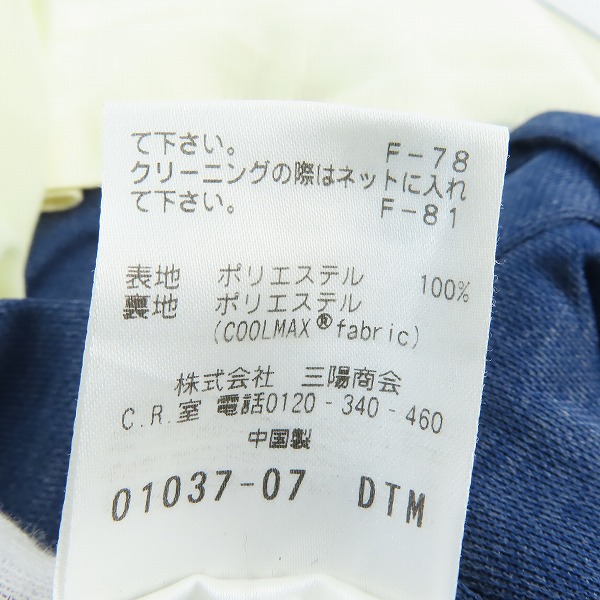 て下さい。 F-78
クリーニングの際はネットに入れ
て下さい。 F-81
表地 ポリエステル 100%
裏地 ポリエステル
(COOLMAX®fabric)
株式会社 三陽商会
C.R.室 電話0120-340-460
中国製
01037-07 DTM